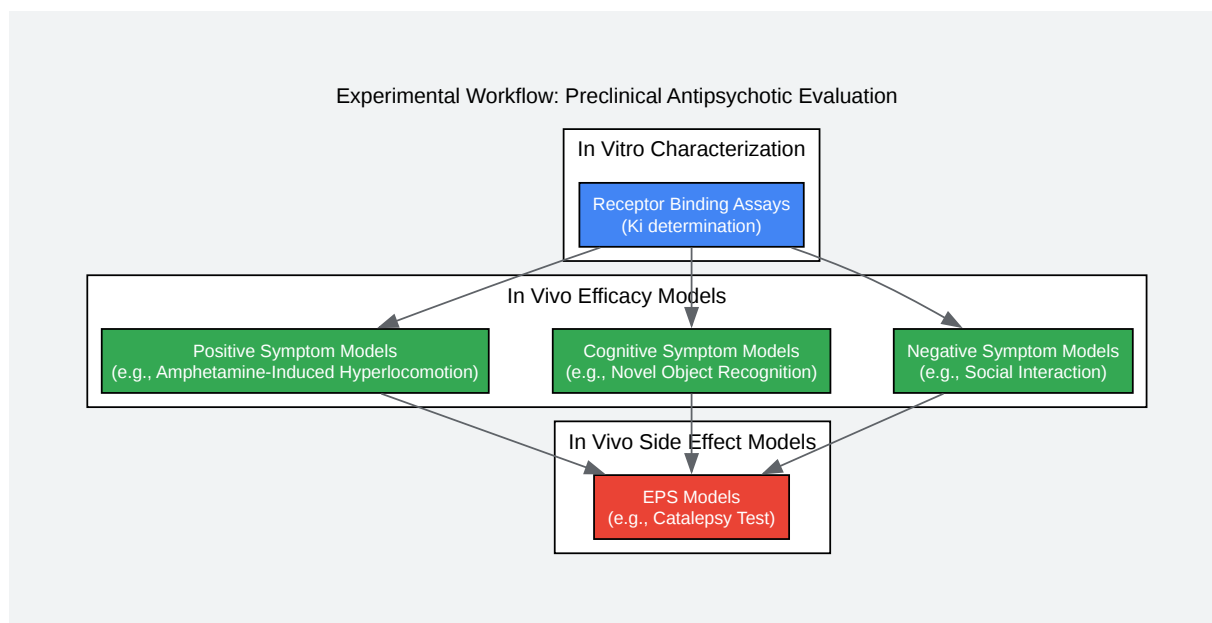 Experimental Workflow: Preclinical Antipsychotic Evaluation
In Vitro Characterization
Receptor Binding Assays
(Ki determination)
In Vivo Efficacy Models
Positive Symptom Models
(e.g., Amphetamine-Induced Hyperlocomotion)
Cognitive Symptom Models
(e.g., Novel Object Recognition)
Negative Symptom Models
(e.g., Social Interaction)
In Vivo Side Effect Models
EPS Models
(e.g., Catalepsy Test)